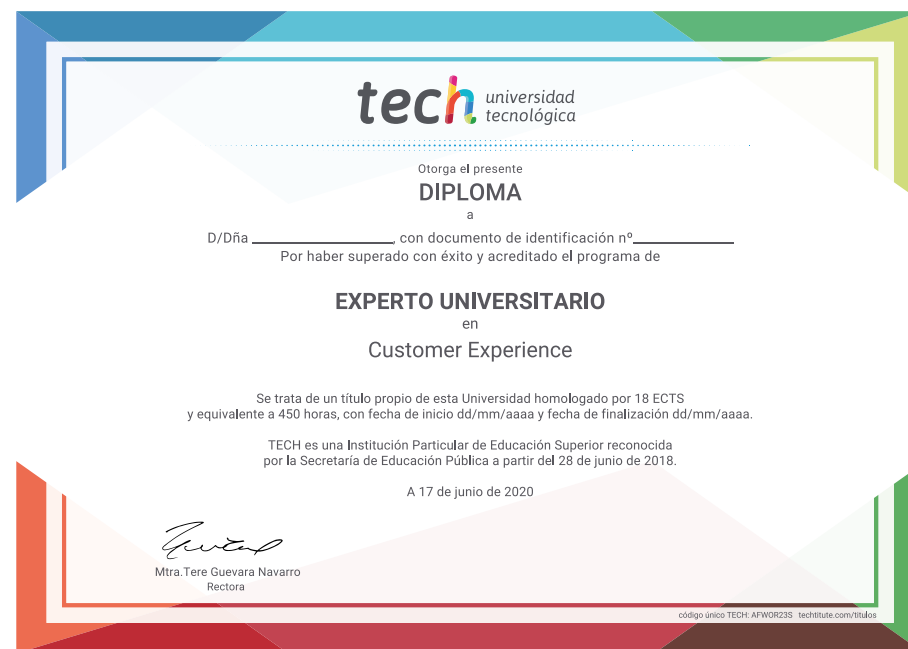 tech universidad
tecnológica
Otorga el presente
DIPLOMA
a
D/Dña ____________________, con documento de identificación nº______________
Por haber superado con éxito y acreditado el programa de
EXPERTO UNIVERSITARIO
en
Customer Experience
Se trata de un título propio de esta Universidad homologado por 18 ECTS
y equivalente a 450 horas, con fecha de inicio dd/mm/aaaa y fecha de finalización dd/mm/aaaa.
TECH es una Institución Particular de Educación Superior reconocida
por la Secretaría de Educación Pública a partir del 28 de junio de 2018.
A 17 de junio de 2020
Mtra.Tere Guevara Navarro
Rectora
código único TECH: AFWOR23S techtitute.com/titulos